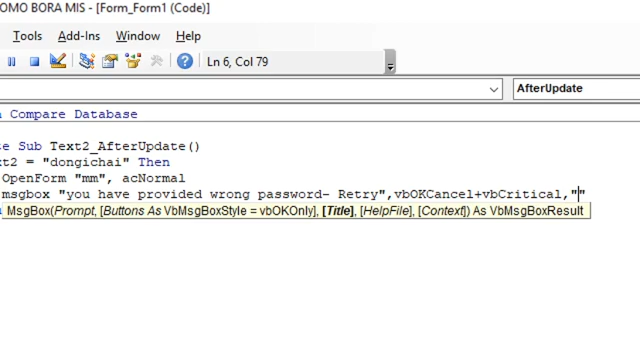 OMO BORA MIS - [Form_Form1 (Code)]
Tools Add-Ins Window Help
Ln 6, Col 79
AfterUpdate
Compare Database
Sub Text2_AfterUpdate()
= "dongichai" Then
OpenForm "mm", acNormal
msgbox "you have provided wrong password- Retry",vbOKCancel+vbCritical,""
MsgBox(Prompt, [Buttons As VbMsgBoxStyle = vbOKOnly], [Title], [HelpFile], [Context]) As VbMsgBoxResult